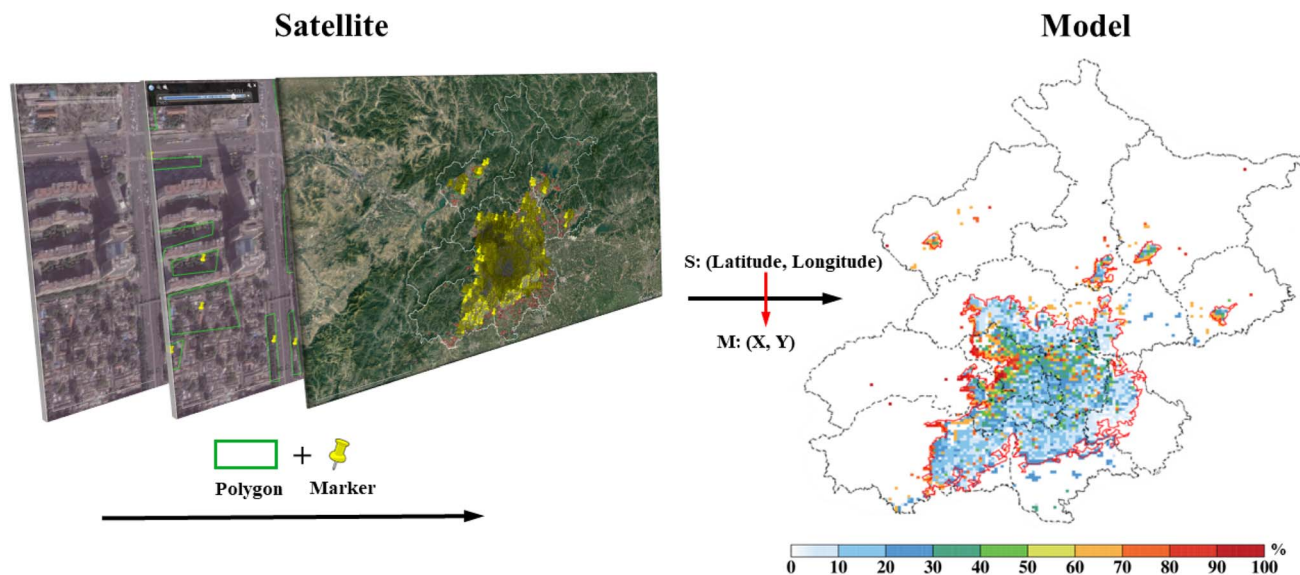 Satellite
Model
S: (Latitude, Longitude)
M: (X, Y)
+
Polygon Marker
%
0 10 20 30 40 50 60 70 80 90 100